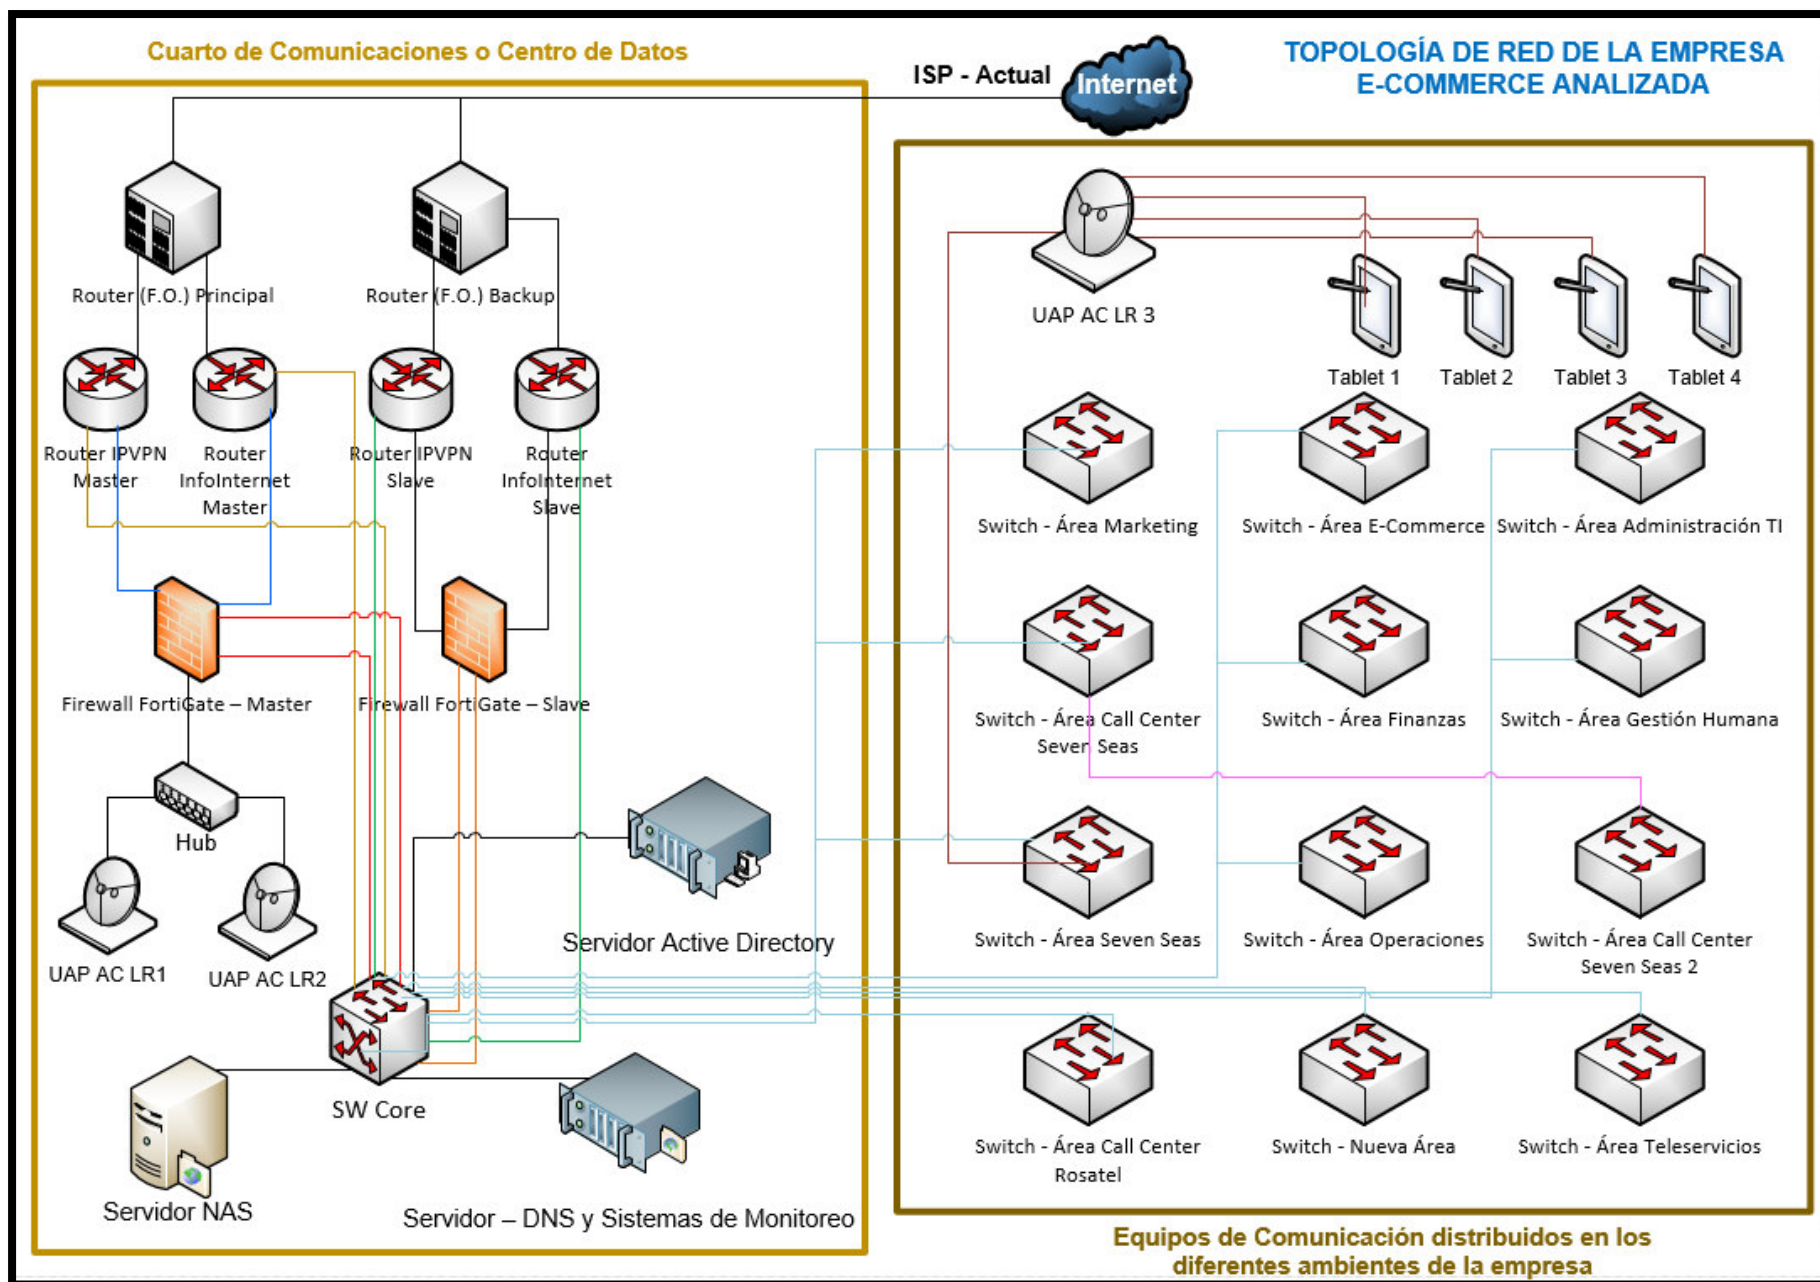 Cuarto de Comunicaciones o Centro de Datos
ISP - Actual
Internet
TOPOLOGÍA DE RED DE LA EMPRESA
E-COMMERCE ANALIZADA
Router (F.O.) Principal
Router (F.O.) Backup
UAP AC LR 3
Tablet 1
Tablet 2
Tablet 3
Tablet 4
Router IPVPN
Master
Router
InfoInternet
Master
Router IPVPN
Slave
Router
InfoInternet
Slave
Switch - Área Marketing
Switch - Área E-Commerce
Switch - Área Administración TI
Firewall FortiGate – Master
Firewall FortiGate – Slave
Switch - Área Call Center
Seven Seas
Switch - Área Finanzas
Switch - Área Gestión Humana
Hub
UAP AC LR1
UAP AC LR2
Servidor Active Directory
Switch - Área Seven Seas
Switch - Área Operaciones
Switch - Área Call Center
Seven Seas 2
SW Core
Servidor NAS
Servidor – DNS y Sistemas de Monitoreo
Switch - Área Call Center
Rosatel
Switch - Nueva Área
Switch - Área Teleservicios
Equipos de Comunicación distribuidos en los
diferentes ambientes de la empresa